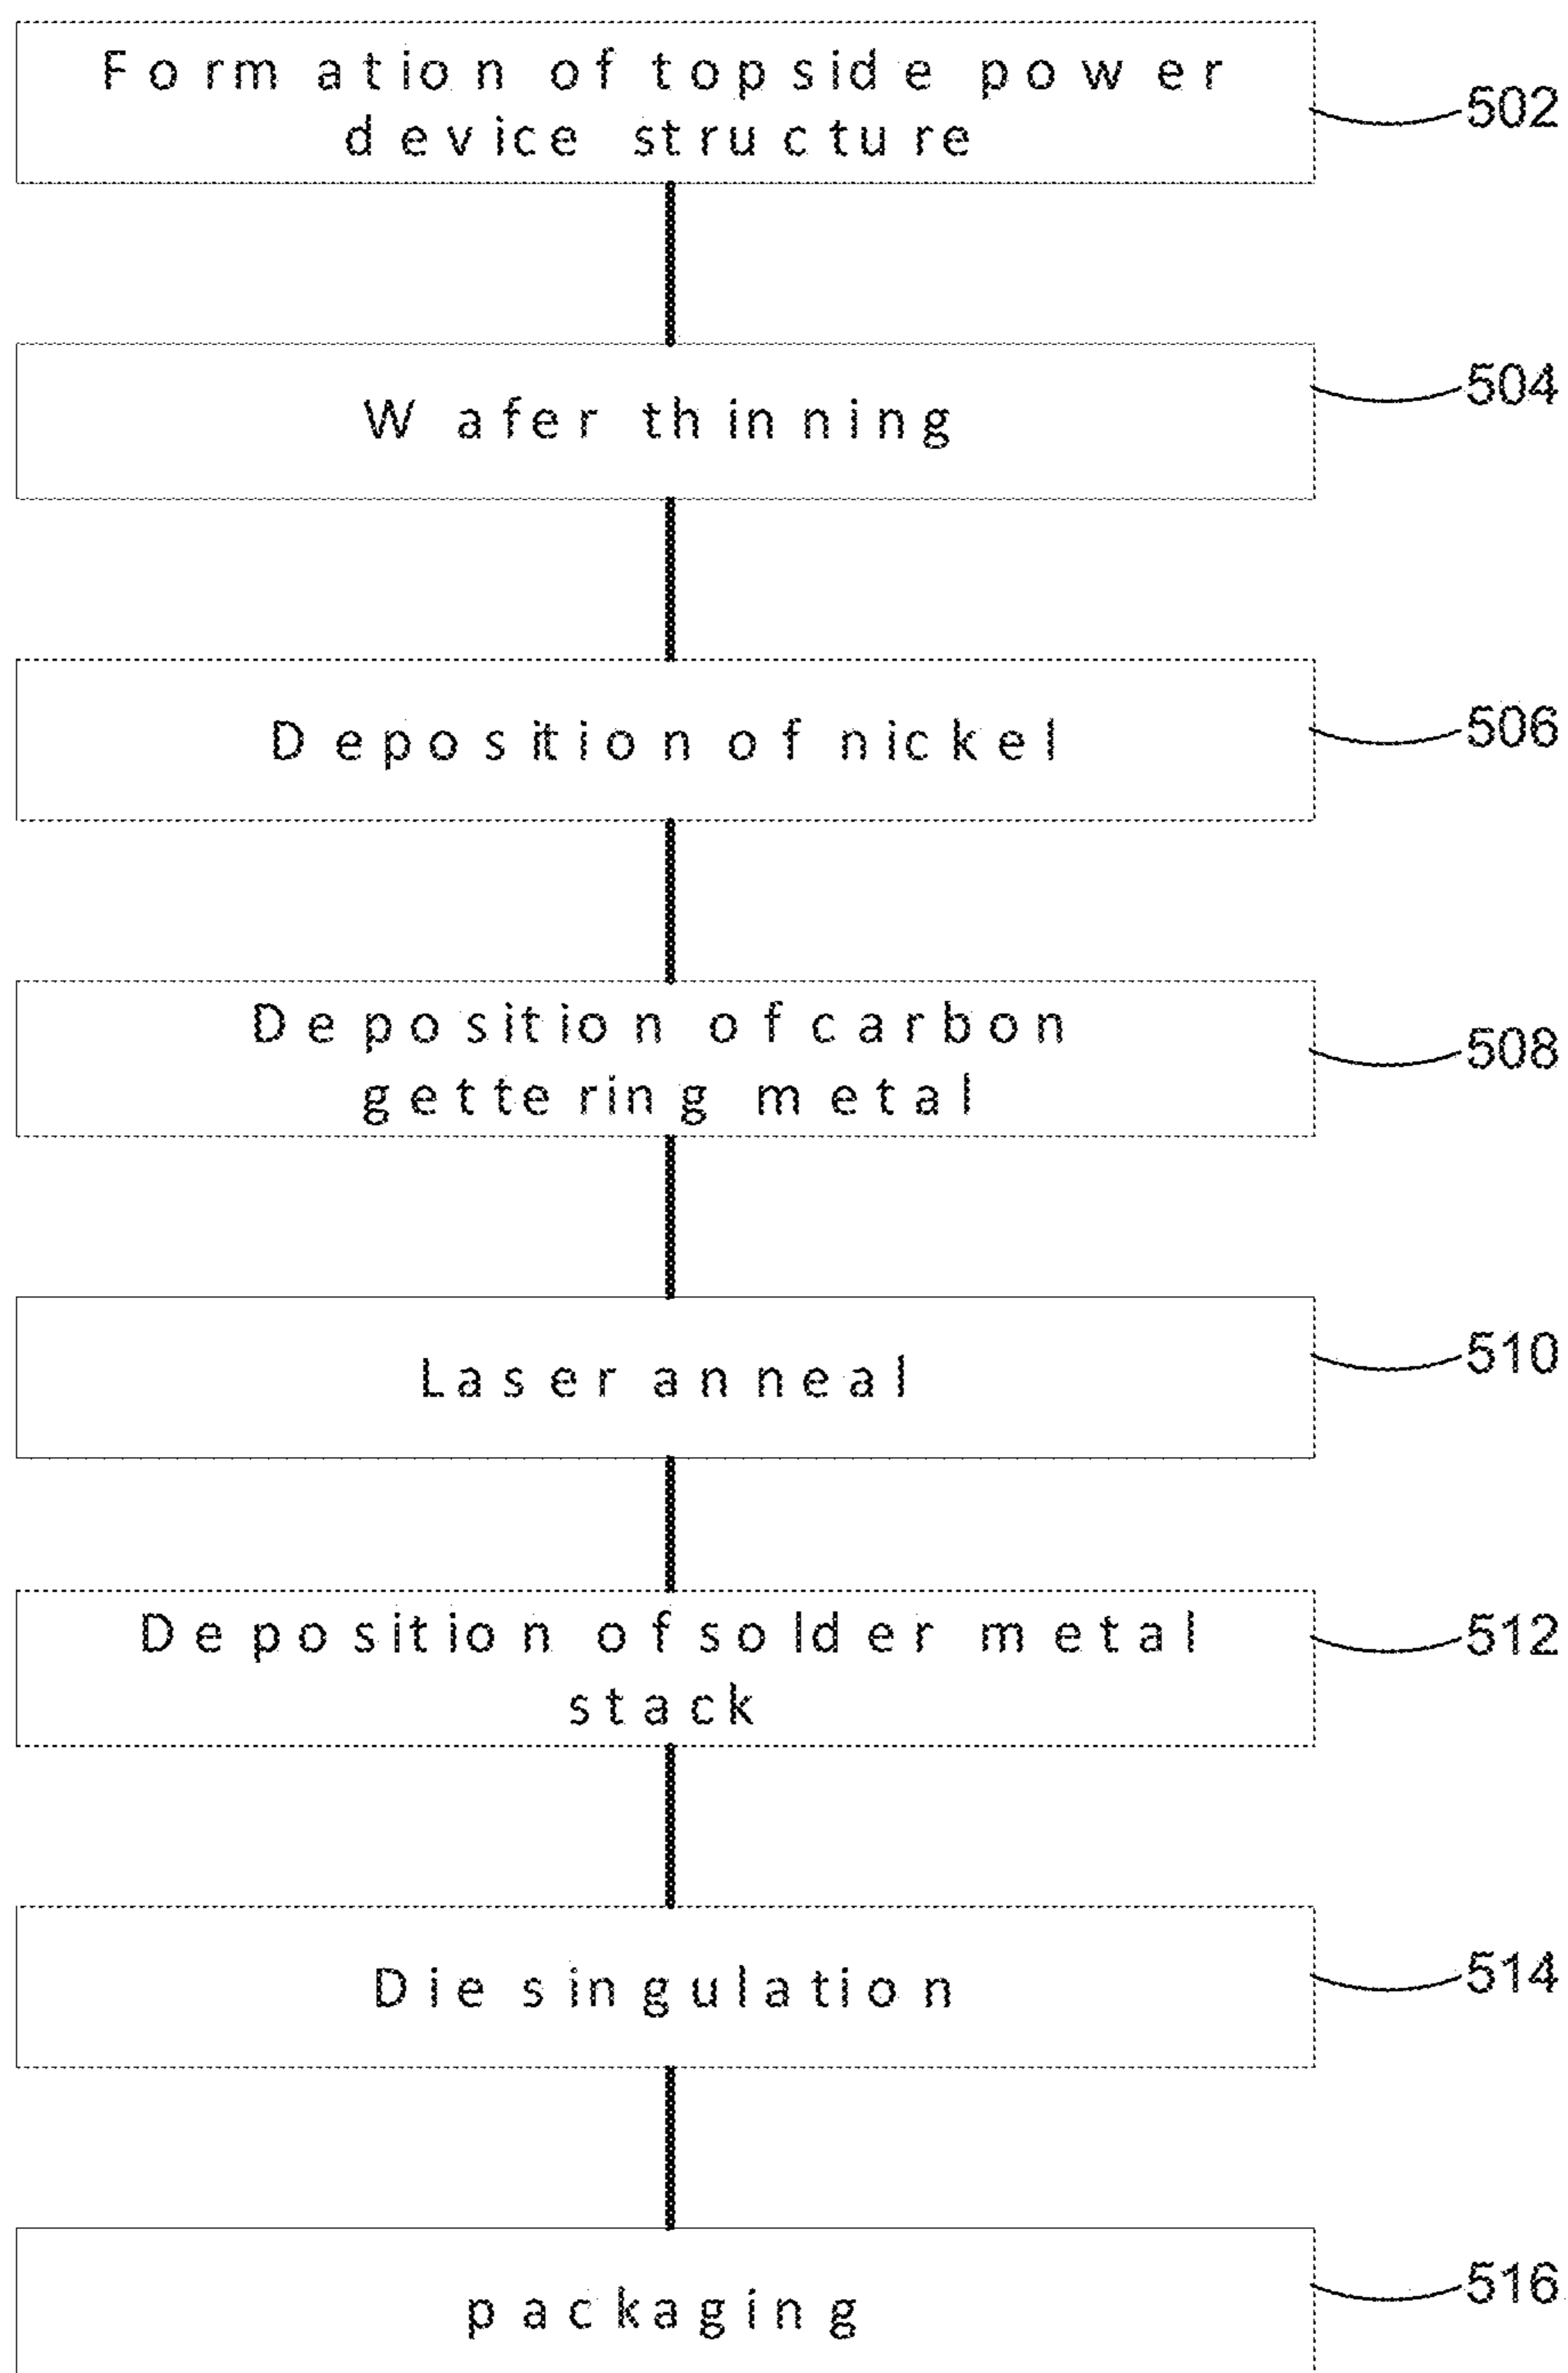 Formation of topside power
device structure
502
Wafer thinning
504
Deposition of nickel
506
Deposition of carbon
gettering metal
508
Laser anneal
510
Deposition of solder metal
stack
512
Die singulation
514
packaging
516